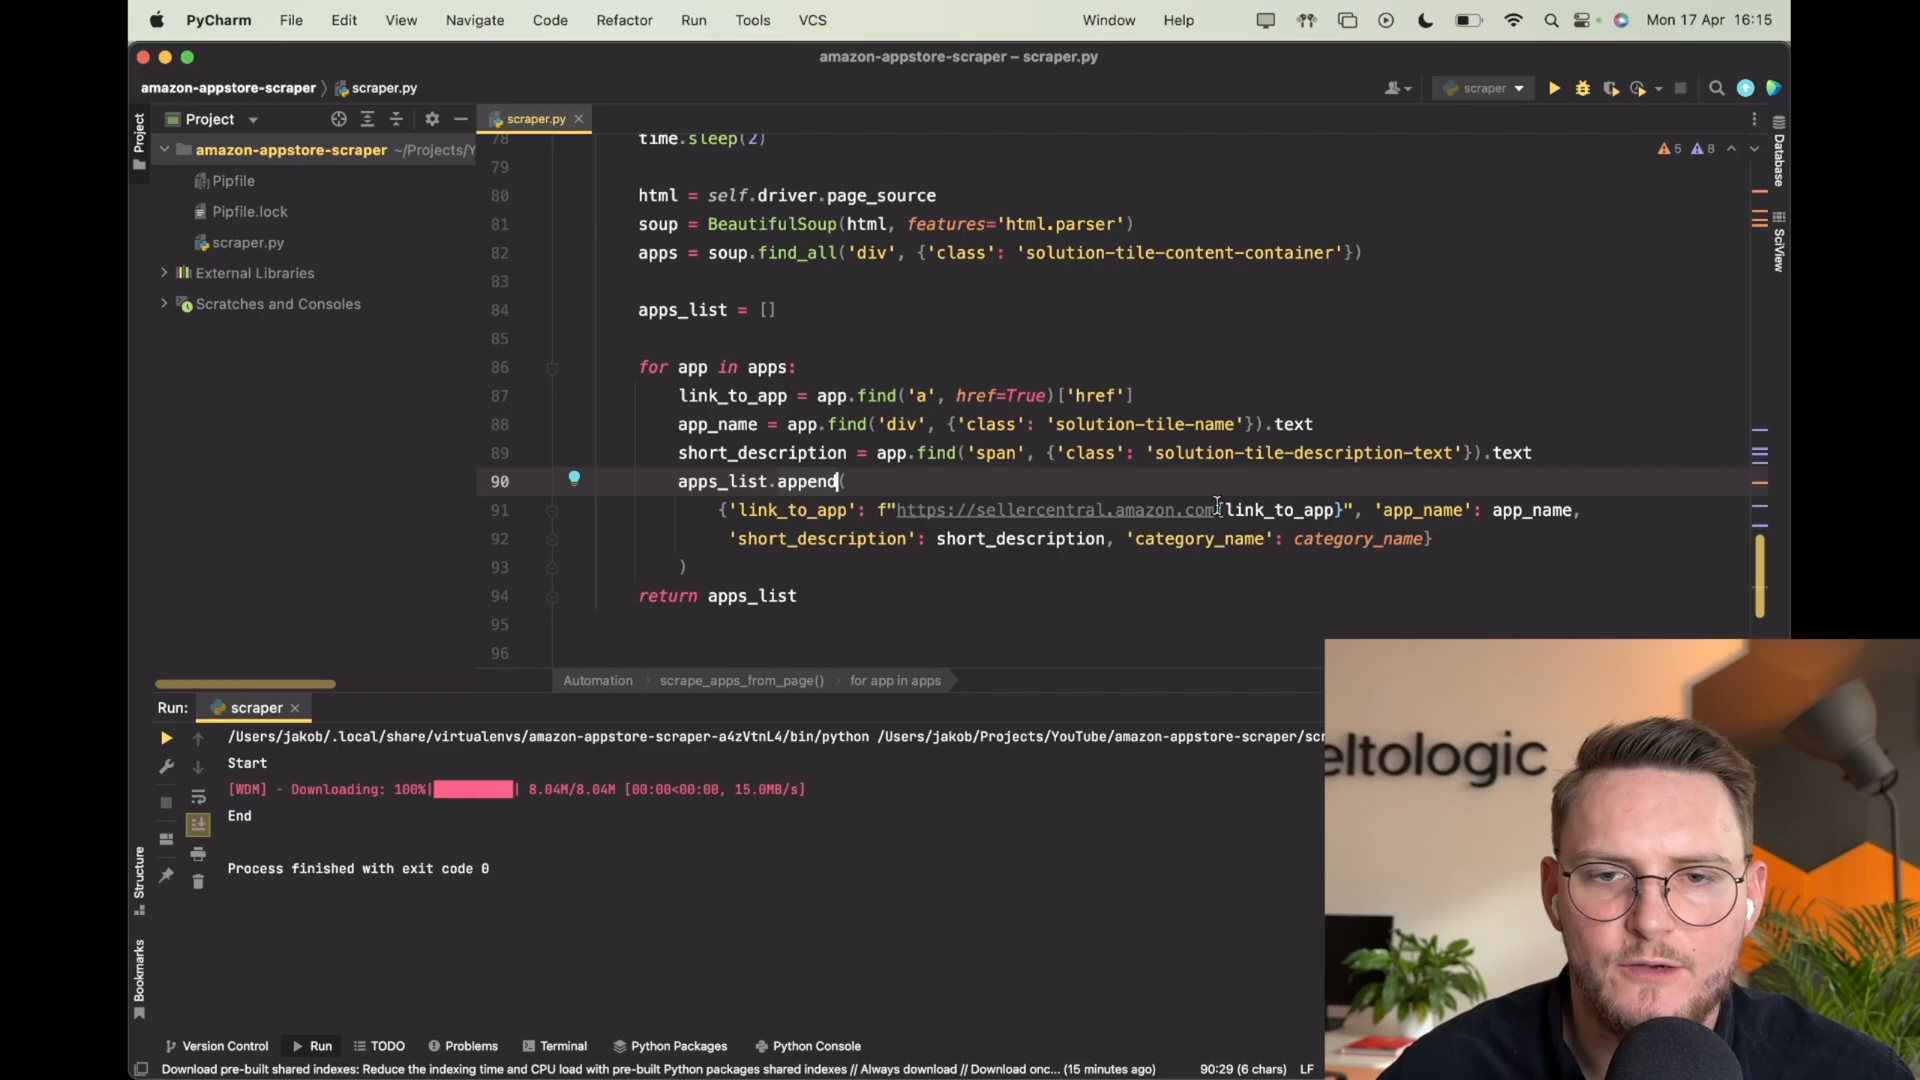 PyCharm File Edit View Navigate Code Refactor Run Tools VCS Window Help Mon 17 Apr 16:15
amazon-appstore-scraper – scraper.py
amazon-appstore-scraper 〉 scraper.py
scraper
Project
Project
scraper.py
amazon-appstore-scraper ~/Projects/Y
Pipfile
Pipfile.lock
scraper.py
External Libraries
Scratches and Consoles
5 8
Database
SciView
78 time.sleep(2)
79
80 html = self.driver.page_source
81 soup = BeautifulSoup(html, features='html.parser')
82 apps = soup.find_all('div', {'class': 'solution-tile-content-container'})
83
84 apps_list = []
85
86 for app in apps:
87 link_to_app = app.find('a', href=True)['href']
88 app_name = app.find('div', {'class': 'solution-tile-name'}).text
89 short_description = app.find('span', {'class': 'solution-tile-description-text'}).text
90 apps_list.append(
91 {'link_to_app': f"https://sellercentral.amazon.com{link_to_app}", 'app_name': app_name,
92 'short_description': short_description, 'category_name': category_name}
93 )
94 return apps_list
95
96
Automation scrape_apps_from_page() for app in apps
Run: scraper
/Users/jakob/.local/share/virtualenvs/amazon-appstore-scraper-a4zVtnL4/bin/python /Users/jakob/Projects/YouTube/amazon-appstore-scraper/scr
Start
[WDM] - Downloading: 100%| | 8.04M/8.04M [00:00<00:00, 15.0MB/s]
End
Process finished with exit code 0
Structure
Bookmarks
eltologic
Version Control Run TODO Problems Terminal Python Packages Python Console
Download pre-built shared indexes: Reduce the indexing time and CPU load with pre-built Python packages shared indexes // Always download // Download onc... (15 minutes ago) 90:29 (6 chars) LF